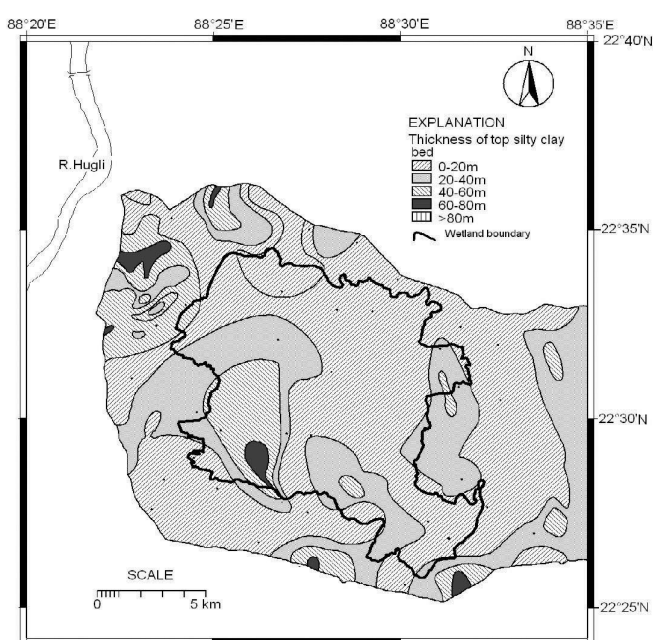 88°20'E 88°25'E 88°30'E 88°35'E
22°40'N
N
EXPLANATION
Thickness of top silty clay
bed
0-20m
20-40m
40-60m
60-80m
>80m
Wetland boundary
R.Hugli
22°35'N
22°30'N
22°25'N
SCALE
0 5 km